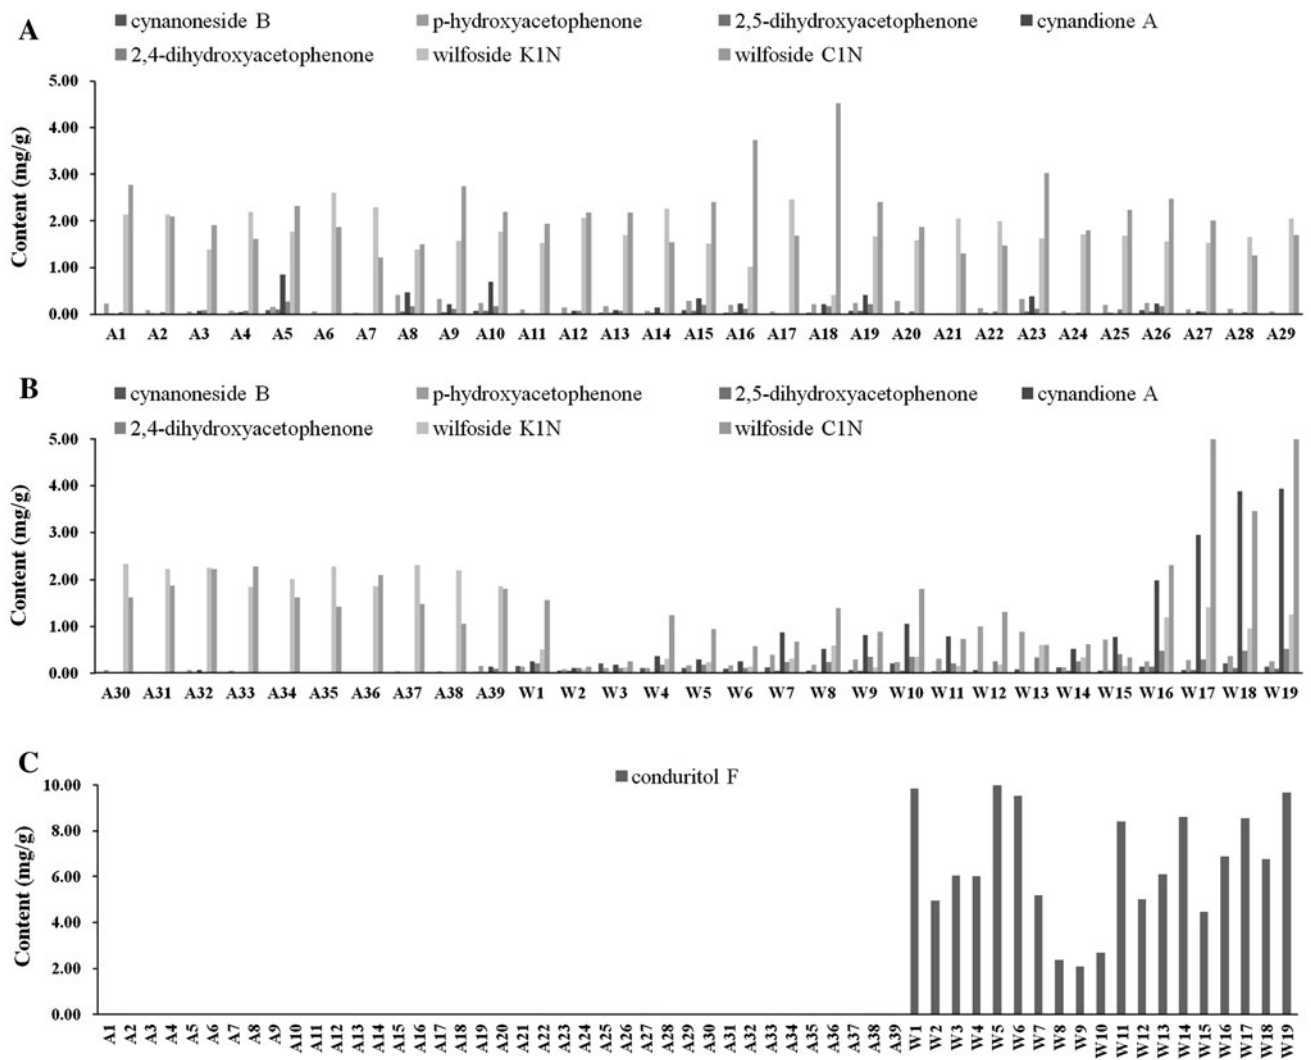 A
cynanoneside B p-hydroxyacetophenone 2,5-dihydroxyacetophenone cynandione A
2,4-dihydroxyacetophenone wilfoside K1N wilfoside C1N
Content (mg/g)
5.00
4.00
3.00
2.00
1.00
0.00
A1 A2 A3 A4 A5 A6 A7 A8 A9 A10 A11 A12 A13 A14 A15 A16 A17 A18 A19 A20 A21 A22 A23 A24 A25 A26 A27 A28 A29
B
cynanoneside B p-hydroxyacetophenone 2,5-dihydroxyacetophenone cynandione A
2,4-dihydroxyacetophenone wilfoside K1N wilfoside C1N
Content (mg/g)
5.00
4.00
3.00
2.00
1.00
0.00
A30 A31 A32 A33 A34 A35 A36 A37 A38 A39 W1 W2 W3 W4 W5 W6 W7 W8 W9 W10 W11 W12 W13 W14 W15 W16 W17 W18 W19
C
conduritol F
Content (mg/g)
10.00
8.00
6.00
4.00
2.00
0.00
A1 A2 A3 A4 A5 A6 A7 A8 A9 A10 A11 A12 A13 A14 A15 A16 A17 A18 A19 A20 A21 A22 A23 A24 A25 A26 A27 A28 A29 A30 A31 A32 A33 A34 A35 A36 A37 A38 A39 W1 W2 W3 W4 W5 W6 W7 W8 W9 W10 W11 W12 W13 W14 W15 W16 W17 W18 W19